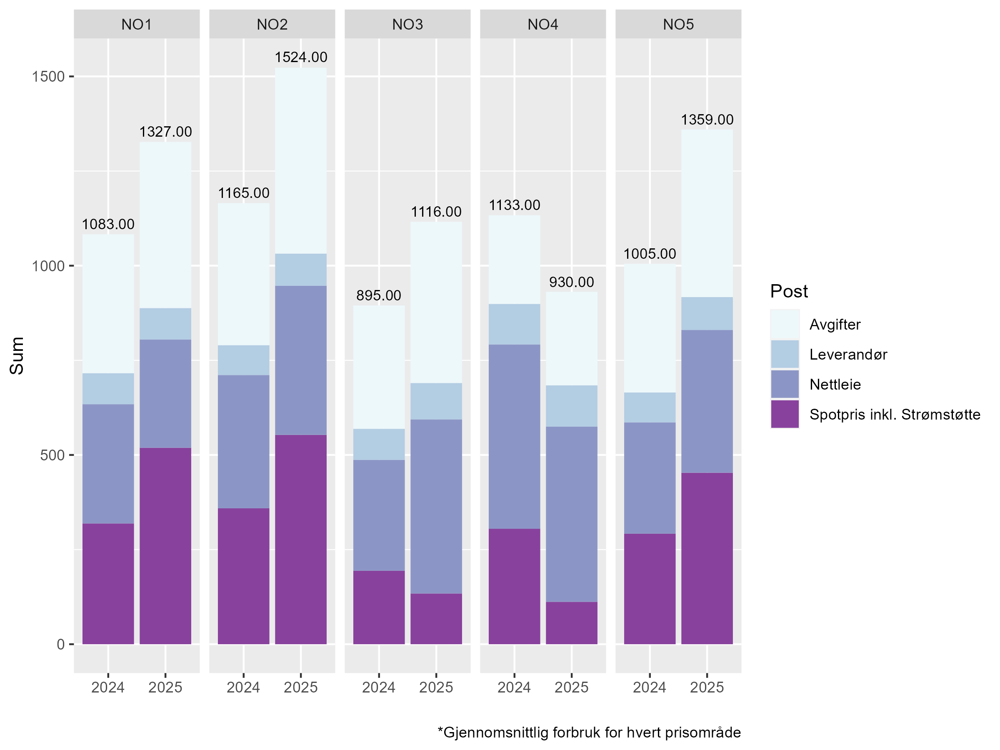 NO1 NO2 NO3 NO4 NO5
1524.00
1500
1359.00
1327.00
1165.00
1133.00
1116.00
1083.00
1005.00
1000
930.00
895.00
Sum
500
0
Post
Avgifter
Leverandør
Nettleie
Spotpris inkl. Strømstøtte
2024 2025 2024 2025 2024 2025 2024 2025 2024 2025
*Gjennomsnittlig forbruk for hvert prisområde